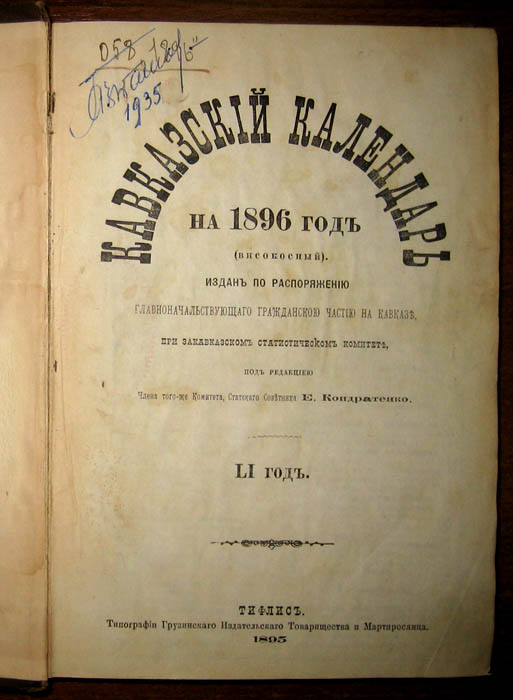 058
1935
КАВКАЗСКІЙ КАЛЕНДАРЬ
НА 1896 ГОДЪ
(високосный).
ИЗДАНЪ ПО РАСПОРЯЖЕНІЮ
ГЛАВНОНАЧАЛЬСТВУЮЩАГО ГРАЖДАНСКОЮ ЧАСТІЮ НА КАВКАЗѢ,
ПРИ ЗАКАВКАЗСКОМЪ СТАТИСТИЧЕСКОМЪ КОМИТЕТѢ,
ПОДЪ РЕДАКЦІЕЮ
Члена того-же Комитета, Статскаго Совѣтника Е. Кондратенко.
LI ГОДЪ.
ТИФЛИСЪ.
Типографія Грузинскаго Издательскаго Товарищества и Мартиросянца.
1895